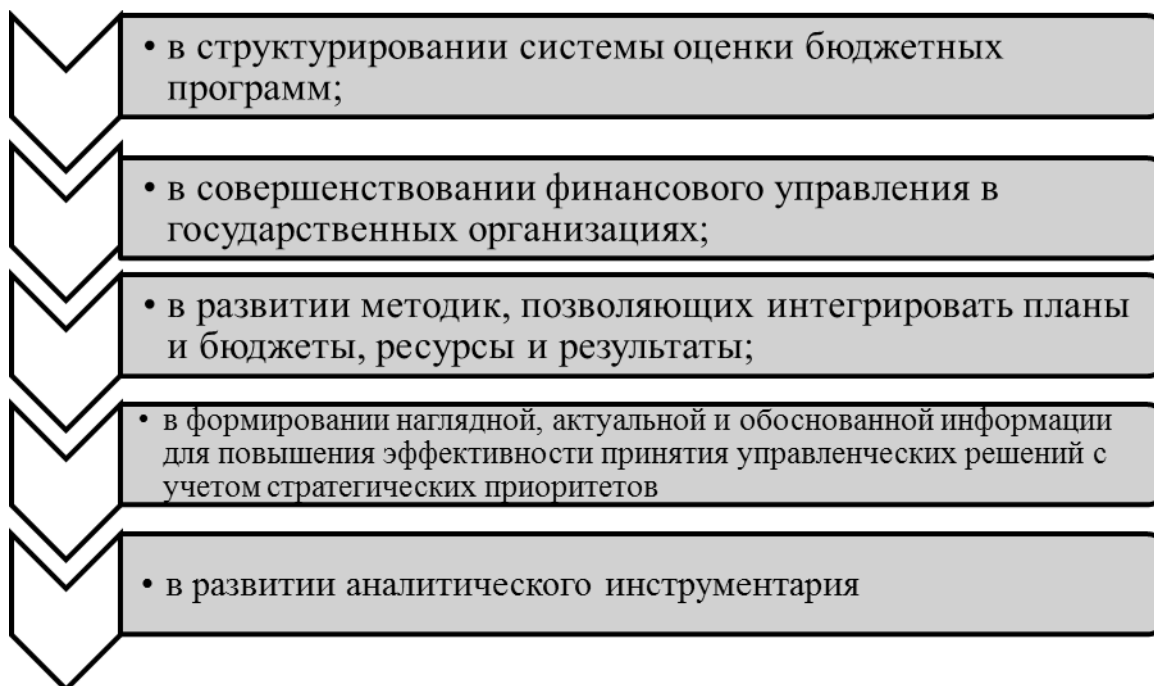 • в структурировании системы оценки бюджетных
программ;
• в совершенствовании финансового управления в
государственных организациях;
• в развитии методик, позволяющих интегрировать планы
и бюджеты, ресурсы и результаты;
• в формировании наглядной, актуальной и обоснованной информации
для повышения эффективности принятия управленческих решений с
учетом стратегических приоритетов
• в развитии аналитического инструментария